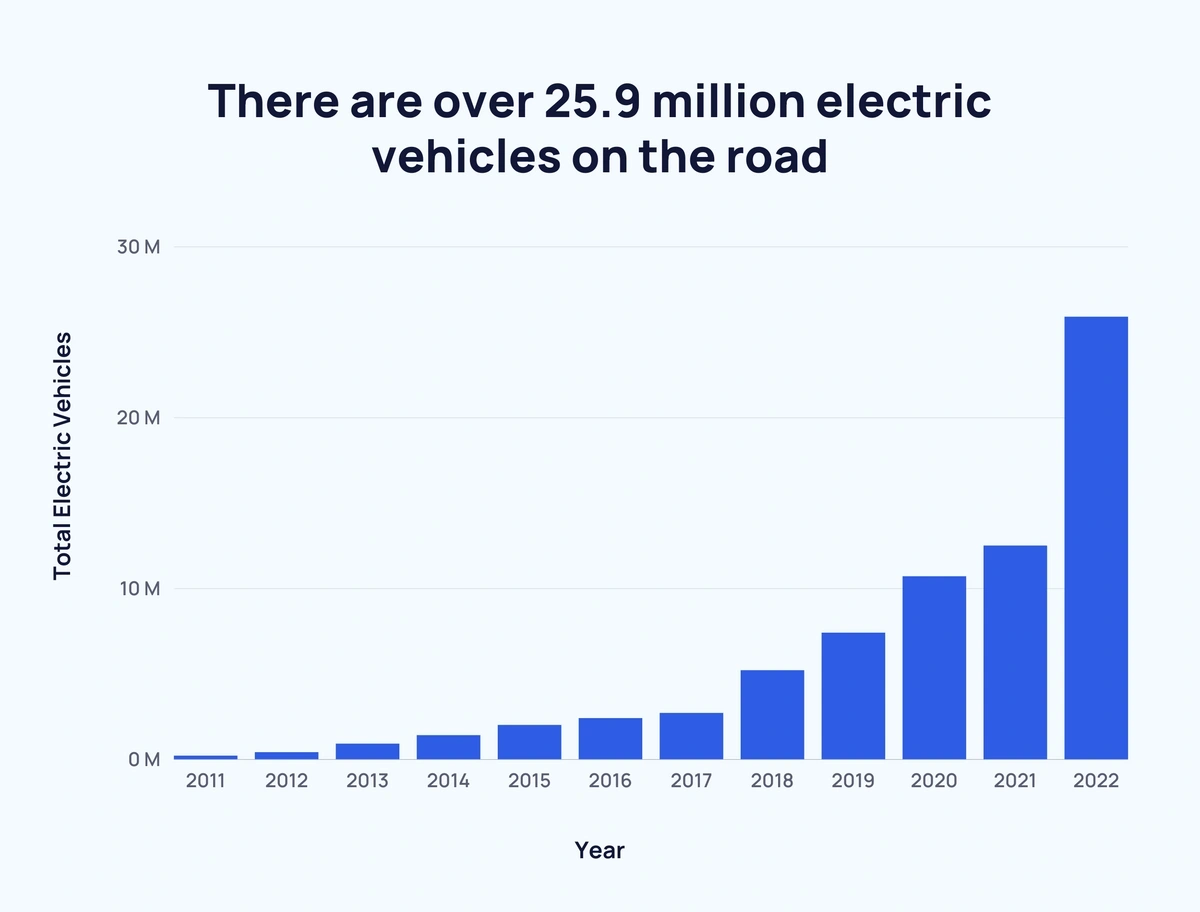 There are over 25.9 million electric
vehicles on the road
30 M
20 M
10 M
0 M
Total Electric Vehicles
2011 2012 2013 2014 2015 2016 2017 2018 2019 2020 2021 2022
Year